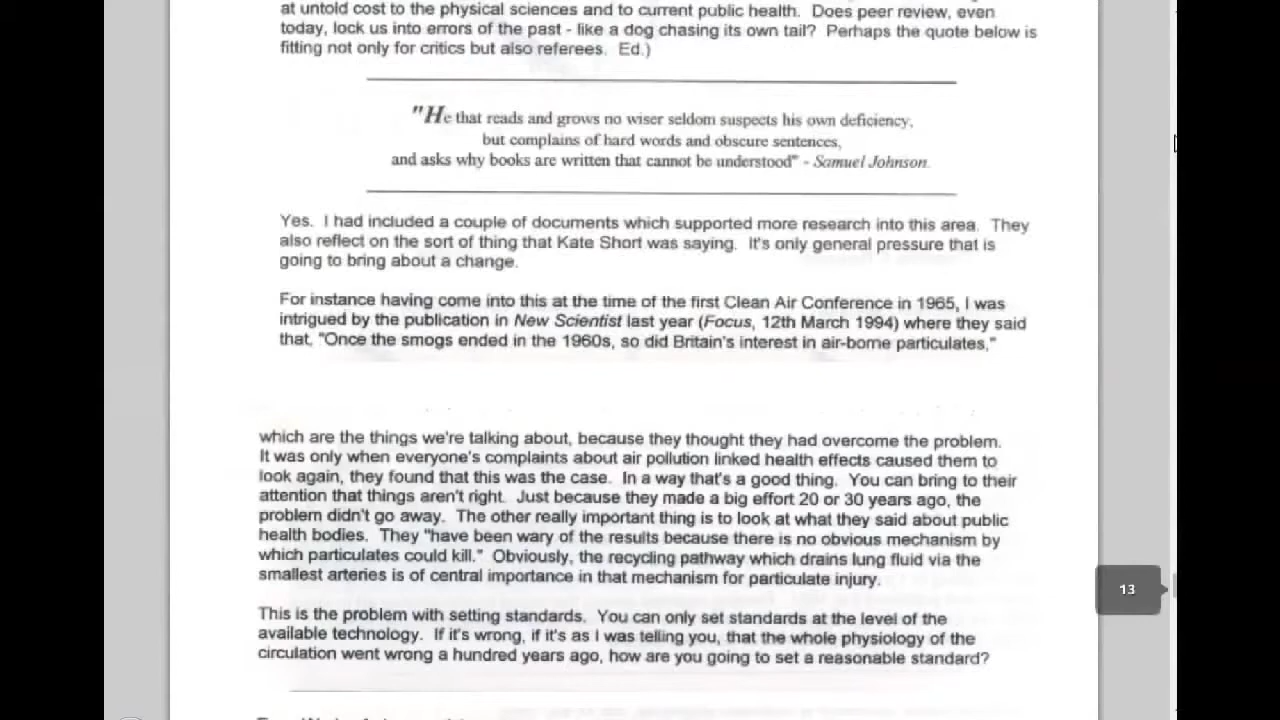 at untold cost to the physical sciences and to current public health. Does peer review, even
today, lock us into errors of the past - like a dog chasing its own tail? Perhaps the quote below is
fitting not only for critics but also referees. Ed.)
"He that reads and grows no wiser seldom suspects his own deficiency,
but complains of hard words and obscure sentences,
and asks why books are written that cannot be understood" - Samuel Johnson.
Yes. I had included a couple of documents which supported more research into this area. They
also reflect on the sort of thing that Kate Short was saying. It's only general pressure that is
going to bring about a change.
For instance having come into this at the time of the first Clean Air Conference in 1965, I was
intrigued by the publication in New Scientist last year (Focus, 12th March 1994) where they said
that, "Once the smogs ended in the 1960s, so did Britain's interest in air-borne particulates,"
which are the things we're talking about, because they thought they had overcome the problem.
It was only when everyone's complaints about air pollution linked health effects caused them to
look again, they found that this was the case. In a way that's a good thing. You can bring to their
attention that things aren't right. Just because they made a big effort 20 or 30 years ago, the
problem didn't go away. The other really important thing is to look at what they said about public
health bodies. They "have been wary of the results because there is no obvious mechanism by
which particulates could kill." Obviously, the recycling pathway which drains lung fluid via the
smallest arteries is of central importance in that mechanism for particulate injury.
This is the problem with setting standards. You can only set standards at the level of the
available technology. If it's wrong, if it's as I was telling you, that the whole physiology of the
circulation went wrong a hundred years ago, how are you going to set a reasonable standard?
13